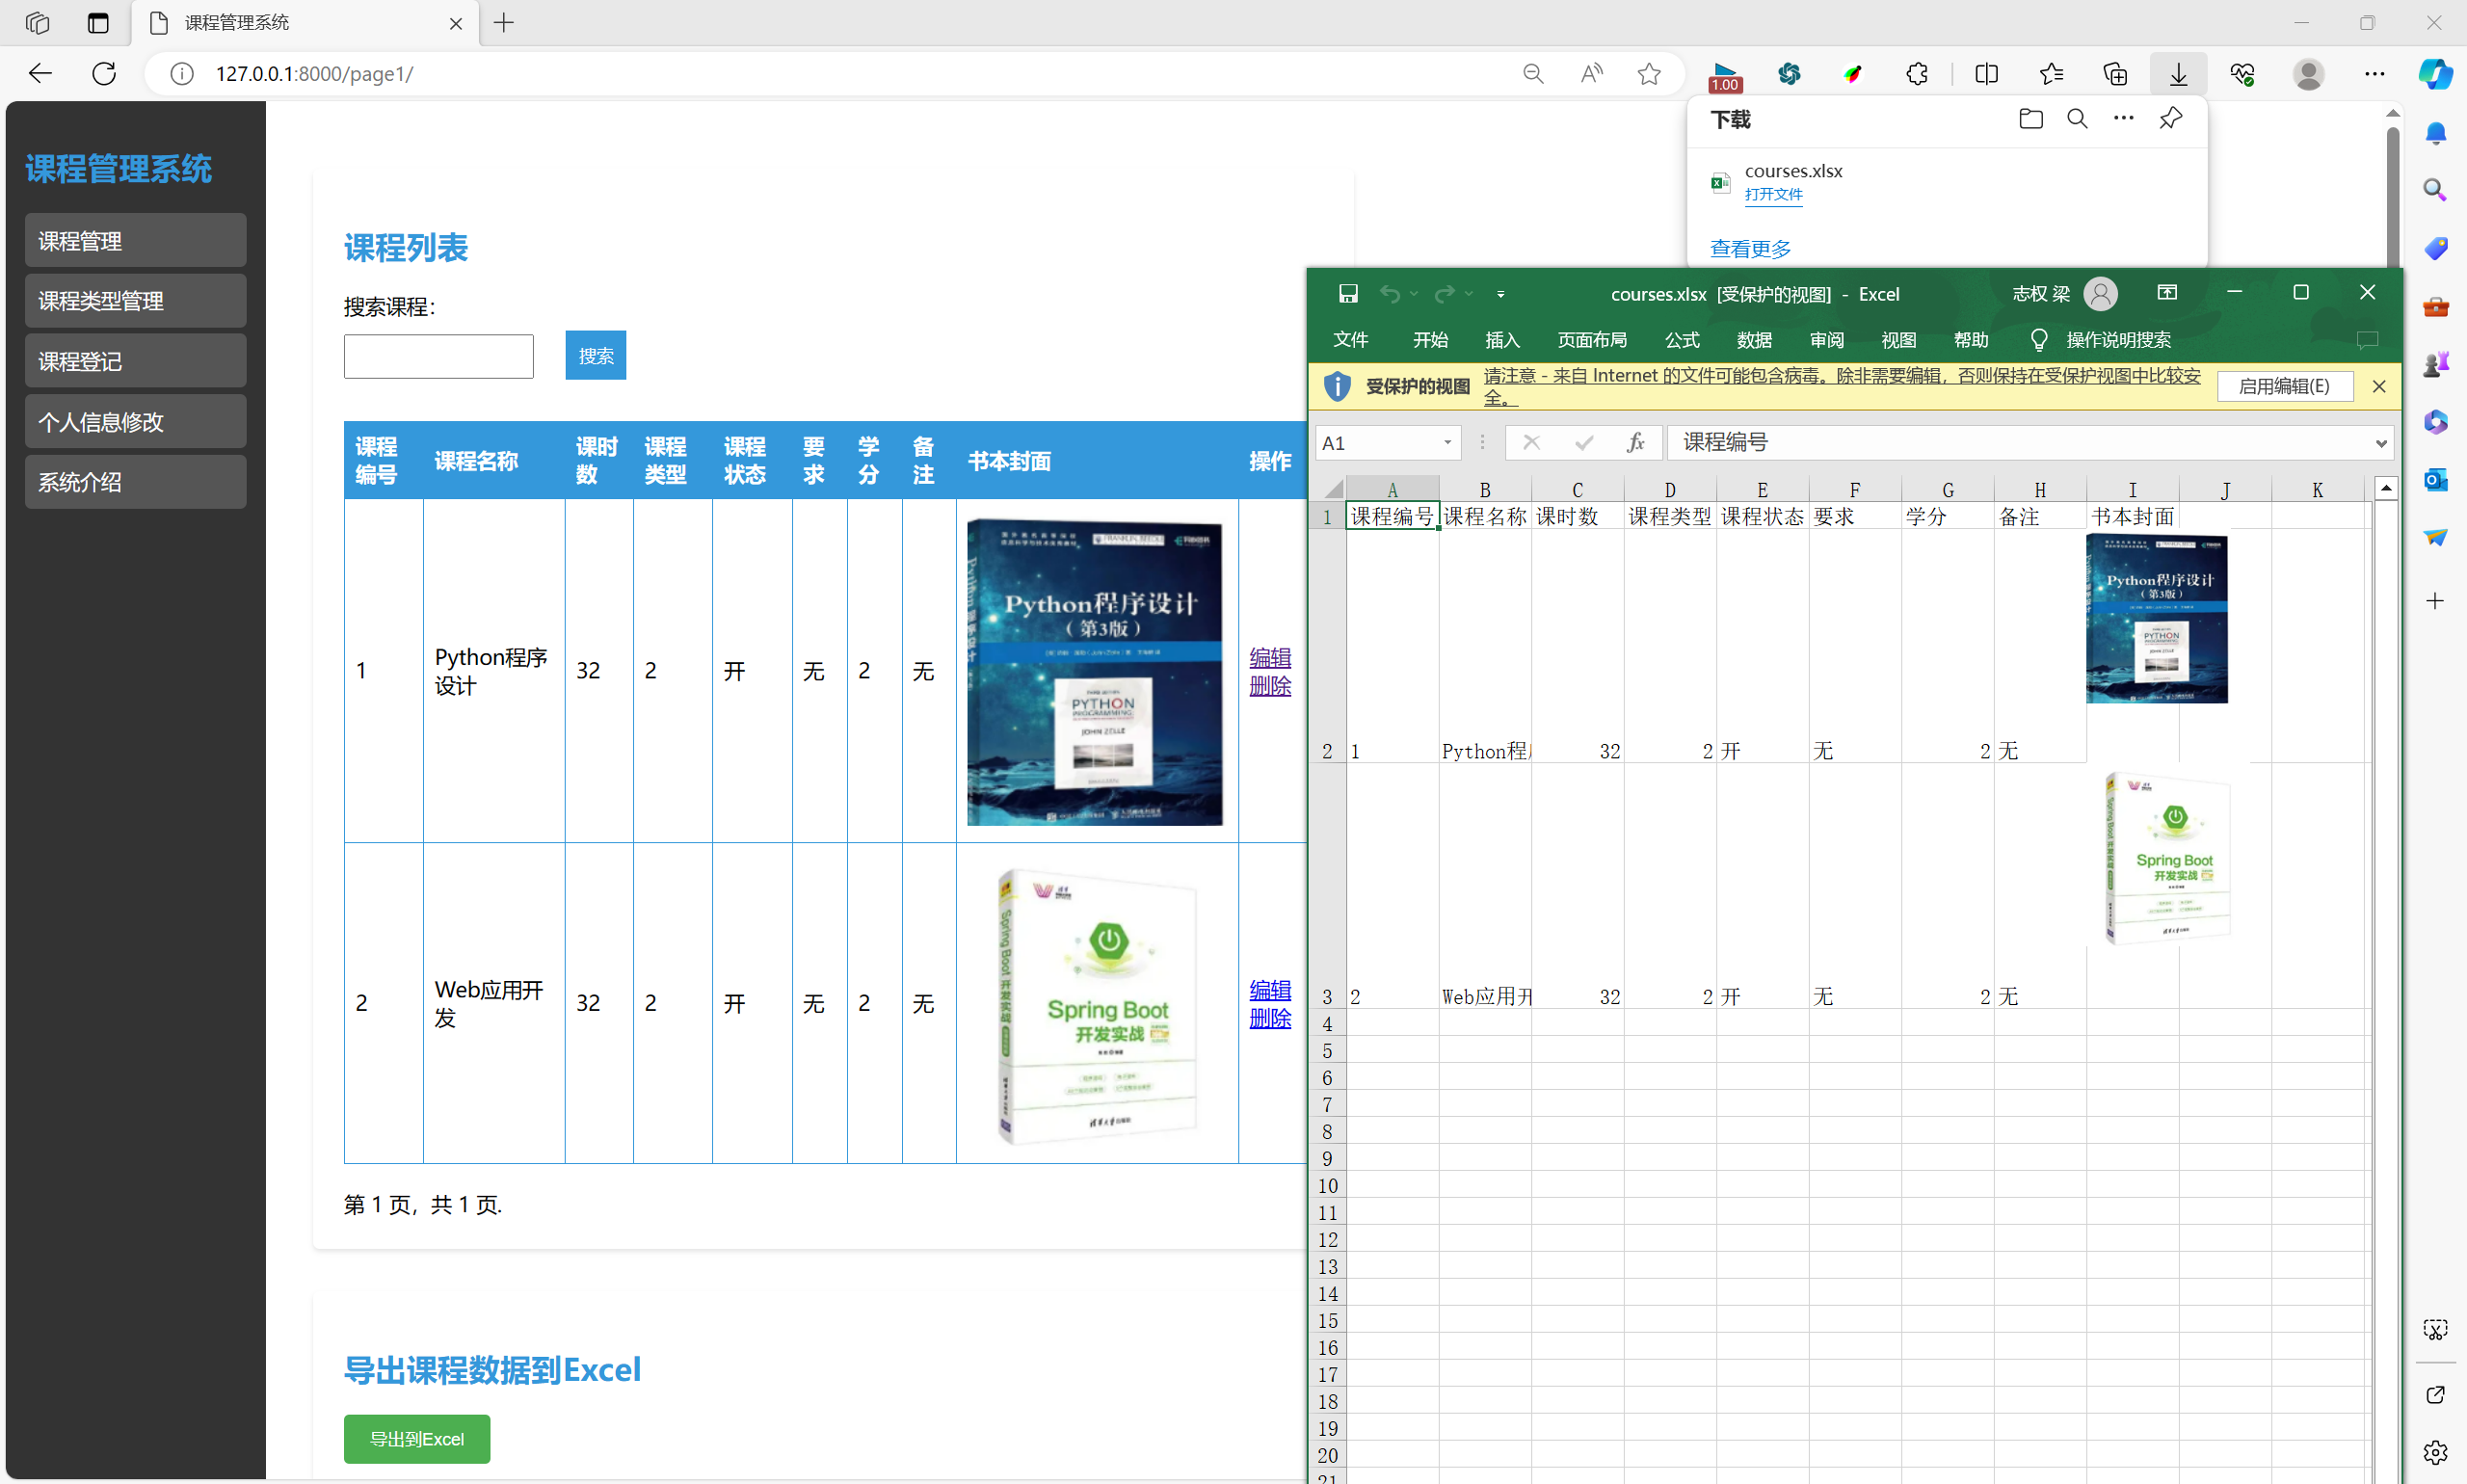 课程管理系统
127.0.0.1:8000/page1/
1.00
下载
courses.xlsx
打开文件
查看更多
课程管理系统
课程管理
课程类型管理
课程登记
个人信息修改
系统介绍
课程列表
搜索课程：
搜索
课程编号 课程名称 课时数 课程类型 课程状态 要求 学分 备注 书本封面 操作
1 Python程序设计 32 2 开 无 2 无 编辑 删除
Python程序设计
（第3版）
PYTHON
PROGRAMMING
JOHN ZELLE
2 Web应用开发 32 2 开 无 2 无 编辑 删除
Spring Boot 开发实战
Spring Boot
开发实战
清华大学出版社
第 1 页，共 1 页.
导出课程数据到Excel
导出到Excel
courses.xlsx [受保护的视图] - Excel
志权 梁
文件 开始 插入 页面布局 公式 数据 审阅 视图 帮助 操作说明搜索
受保护的视图 请注意 - 来自 Internet 的文件可能包含病毒。除非需要编辑，否则保持在受保护视图中比较安全。 启用编辑(E)
A1 fx 课程编号
A B C D E F G H I J K
1 课程编号 课程名称 课时数 课程类型 课程状态 要求 学分 备注 书本封面
Python程序设计
（第3版）
PYTHON
JOHN ZELLE
2 1 Python程 32 2 开 无 2 无
Spring Boot
开发实战
3 2 Web应用开 32 2 开 无 2 无
4
5
6
7
8
9
10
11
12
13
14
15
16
17
18
19
20
21